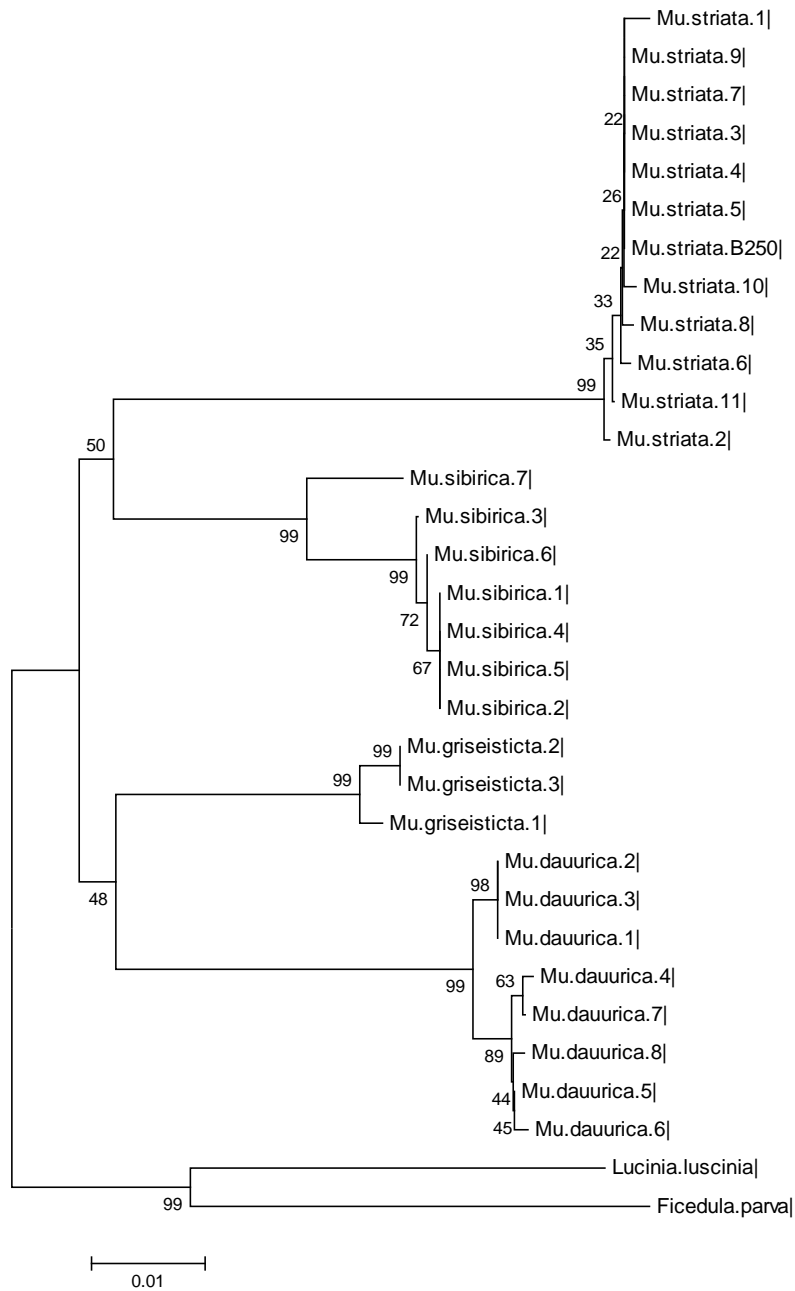 Mu.striata.1|
Mu.striata.9|
Mu.striata.7|
22
Mu.striata.3|
Mu.striata.4|
26
Mu.striata.5|
22
Mu.striata.B250|
Mu.striata.10|
33
Mu.striata.8|
35
Mu.striata.6|
99
Mu.striata.11|
Mu.striata.2|
50
Mu.sibirica.7|
Mu.sibirica.3|
99
Mu.sibirica.6|
99
Mu.sibirica.1|
72
Mu.sibirica.4|
67
Mu.sibirica.5|
Mu.sibirica.2|
99
Mu.griseisticta.2|
99
Mu.griseisticta.3|
Mu.griseisticta.1|
Mu.dauurica.2|
98
48
Mu.dauurica.3|
Mu.dauurica.1|
63
Mu.dauurica.4|
99
Mu.dauurica.7|
89
Mu.dauurica.8|
44
Mu.dauurica.5|
45
Mu.dauurica.6|
Lucinia.luscinia|
99
Ficedula.parva|
0.01